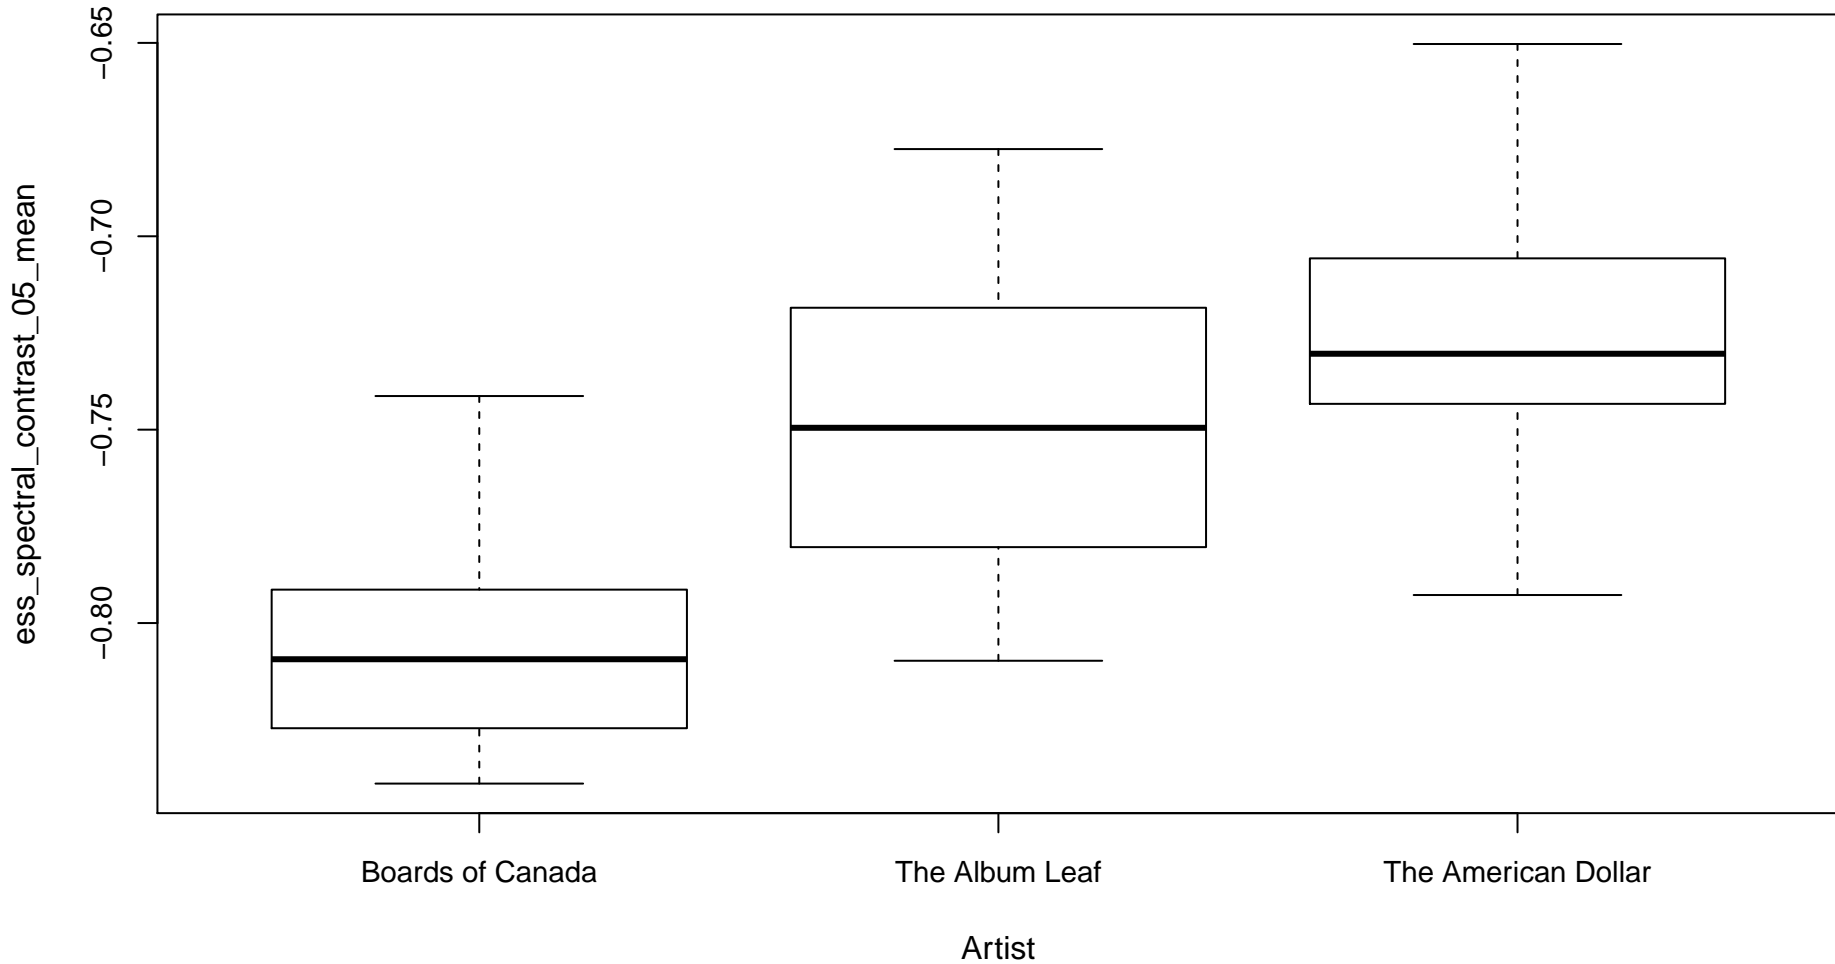 ess_spectral_contrast_05_mean
−0.65
−0.70
−0.75
−0.80
Boards of Canada
The Album Leaf
The American Dollar
Artist